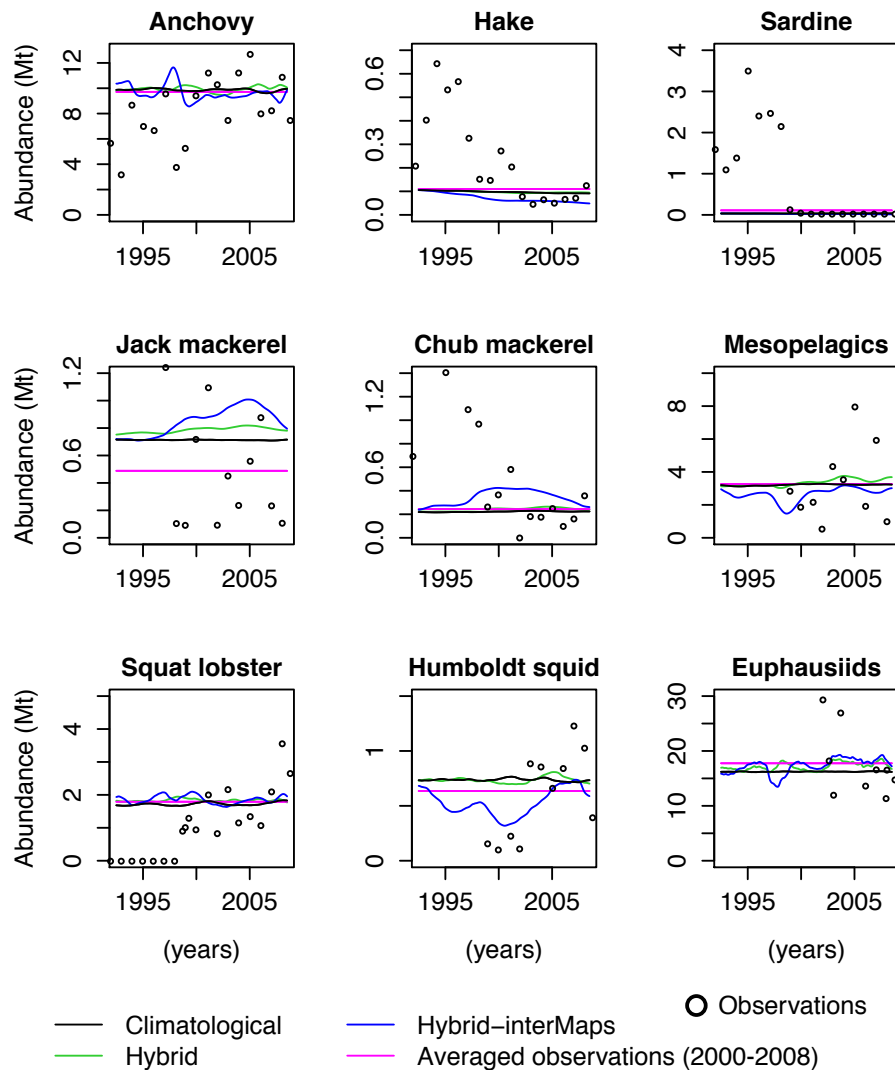 Anchovy Hake Sardine
Abundance (Mt)
0 4 8 12
0.0 0.3 0.6
0 1 2 3 4
1995 2005 1995 2005 1995 2005
Jack mackerel Chub mackerel Mesopelagics
Abundance (Mt)
0.0 0.6 1.2
0.0 0.6 1.2
0 4 8
1995 2005 1995 2005 1995 2005
Squat lobster Humboldt squid Euphausiids
Abundance (Mt)
0 2 4
0 1
0 10 20 30
1995 2005 1995 2005 1995 2005
(years) (years) (years)
Observations
Climatological Hybrid−interMaps
Hybrid Averaged observations (2000-2008)